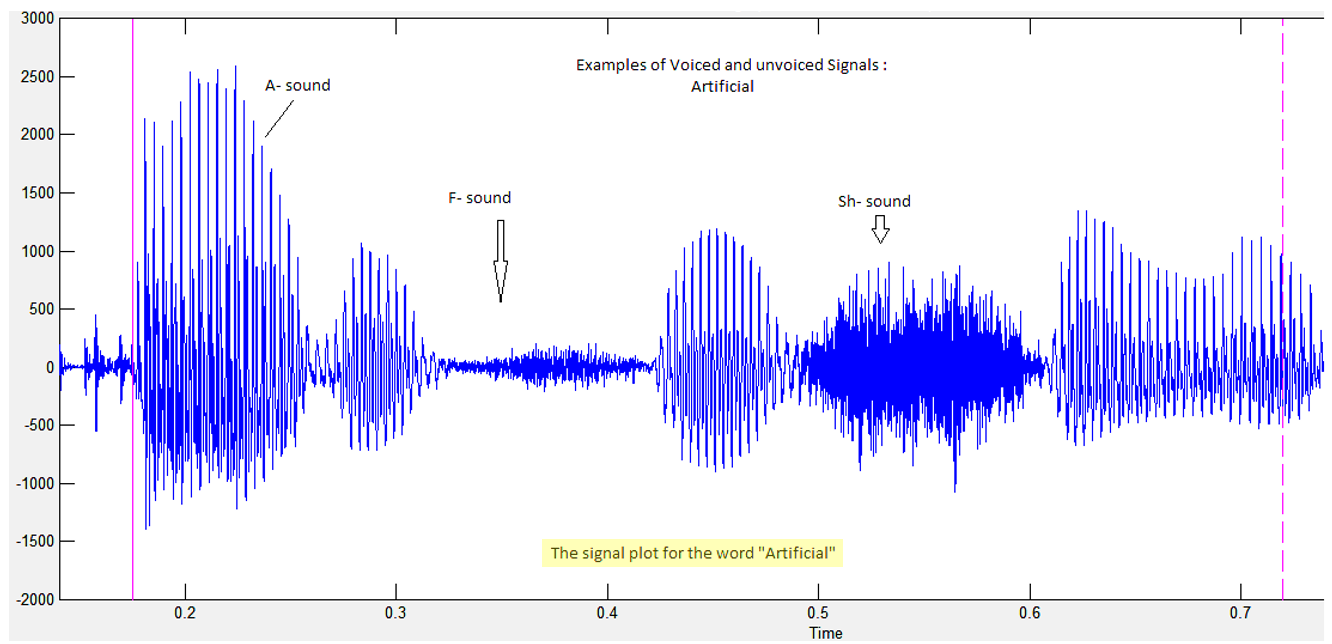 3000
2500
2000
1500
1000
500
0
-500
-1000
-1500
-2000
Examples of Voiced and unvoiced Signals :
Artificial
A- sound
F- sound
Sh- sound
The signal plot for the word "Artificial"
0.2 0.3 0.4 0.5 0.6 0.7
Time